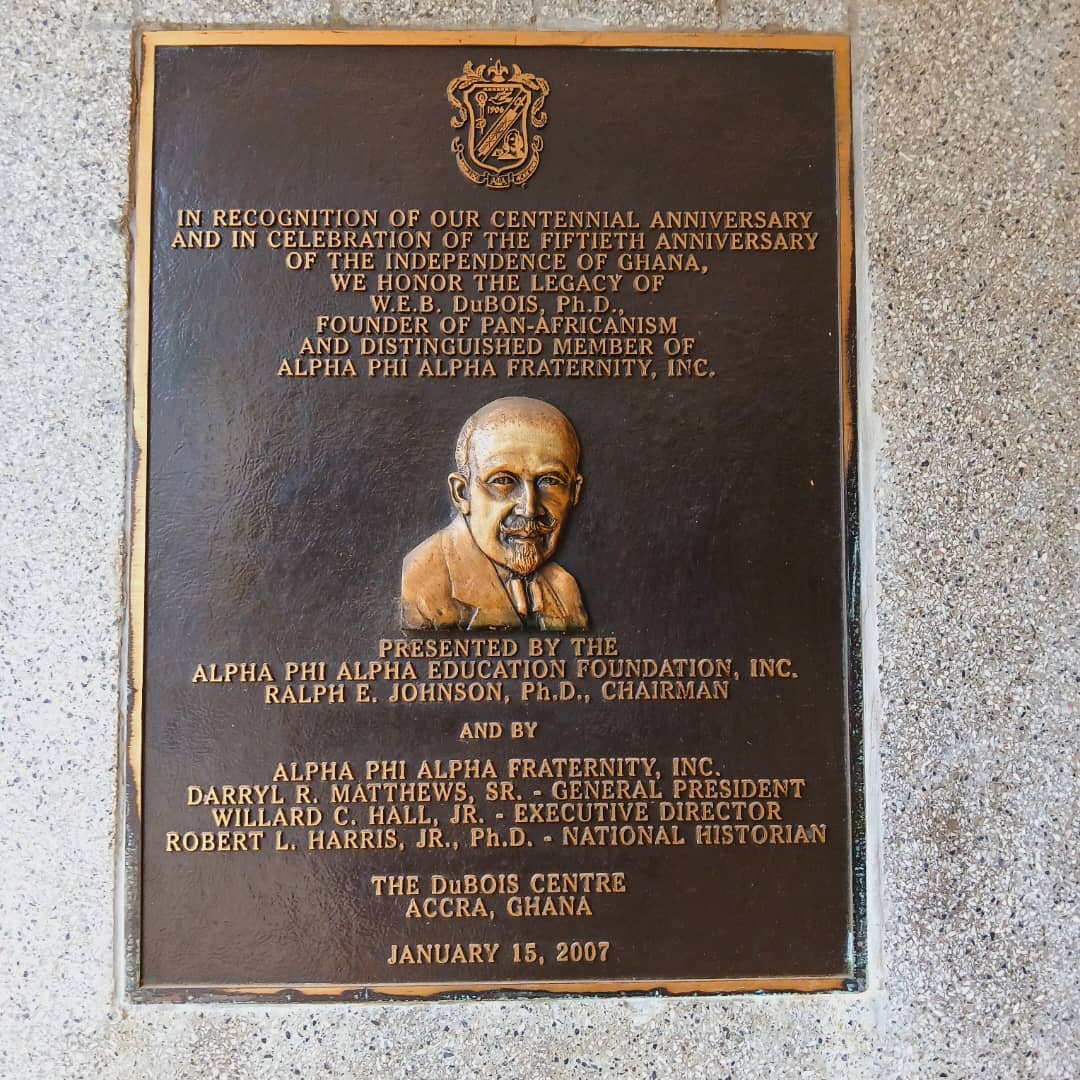 1906
ΑΦΑ
IN RECOGNITION OF OUR CENTENNIAL ANNIVERSARY
AND IN CELEBRATION OF THE FIFTIETH ANNIVERSARY
OF THE INDEPENDENCE OF GHANA,
WE HONOR THE LEGACY OF
W.E.B. DuBOIS, Ph.D.,
FOUNDER OF PAN-AFRICANISM
AND DISTINGUISHED MEMBER OF
ALPHA PHI ALPHA FRATERNITY, INC.
PRESENTED BY THE
ALPHA PHI ALPHA EDUCATION FOUNDATION, INC.
RALPH E. JOHNSON, Ph.D., CHAIRMAN
AND BY
ALPHA PHI ALPHA FRATERNITY, INC.
DARRYL R. MATTHEWS, SR. - GENERAL PRESIDENT
WILLARD C. HALL, JR. - EXECUTIVE DIRECTOR
ROBERT L. HARRIS, JR., Ph.D. - NATIONAL HISTORIAN
THE DuBOIS CENTRE
ACCRA, GHANA
JANUARY 15, 2007